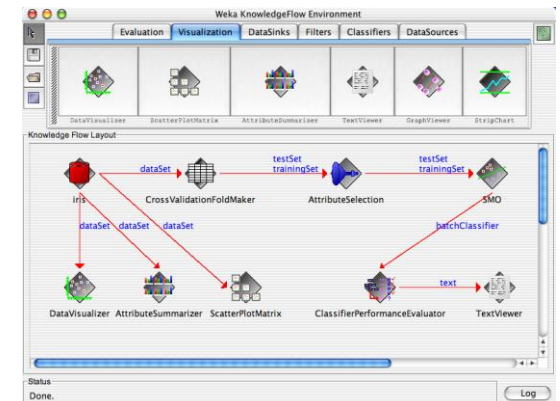 Weka KnowledgeFlow Environment
Evaluation Visualization DataSinks Filters Classifiers DataSources
DataVisualizer ScatterPlotMatrix AttributeSummarizer TextViewer GraphViewer StripChart
Knowledge Flow Layout
testSet testSet
dataSet trainingSet trainingSet
iris CrossValidationFoldMaker AttributeSelection SMO
dataSet dataSet dataSet batchClassifier
text
DataVisualizer AttributeSummarizer ScatterPlotMatrix ClassifierPerformanceEvaluator TextViewer
Status
Done. Log